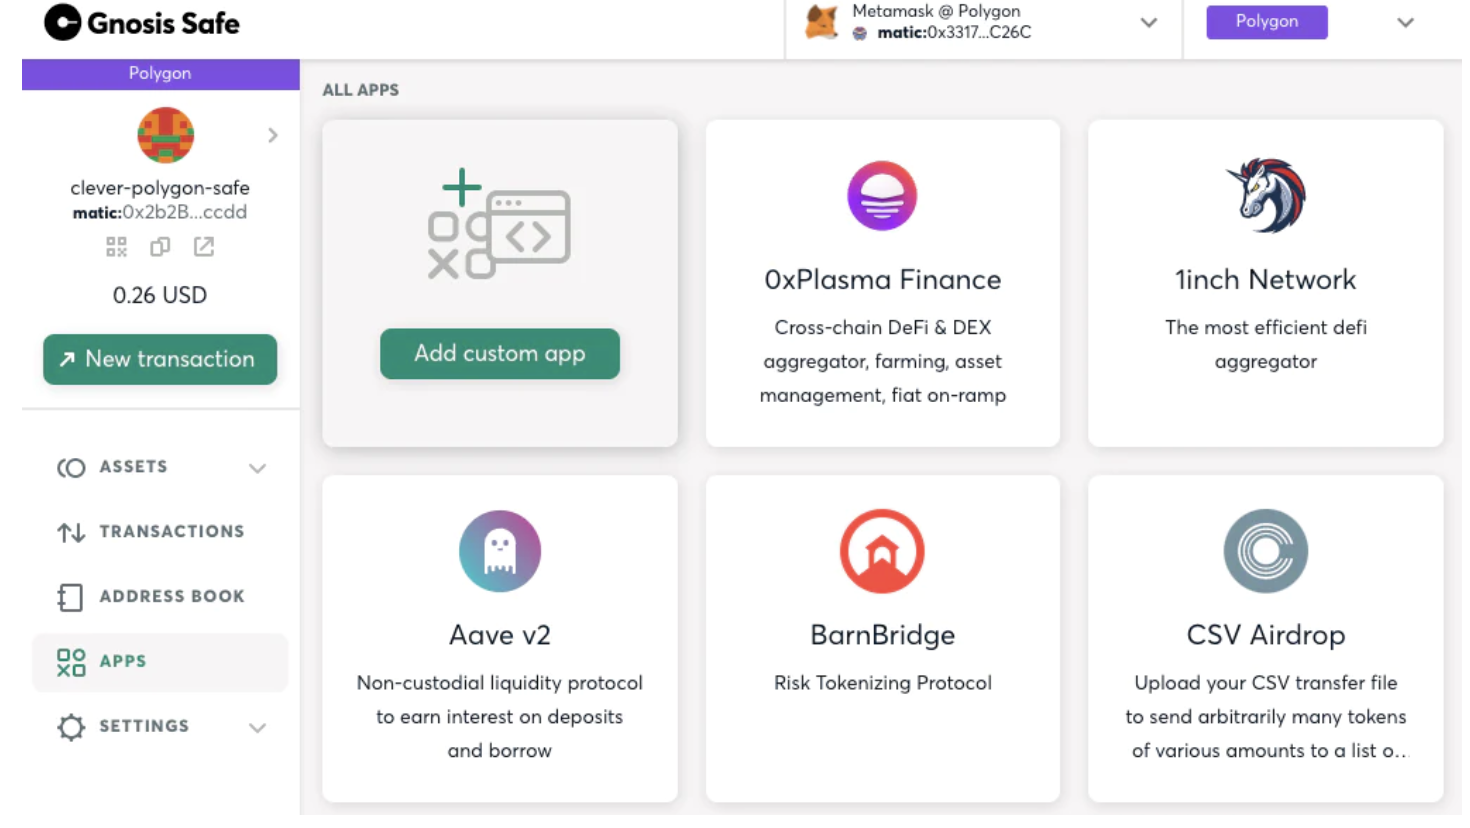 Gnosis Safe
Metamask @ Polygon
matic:0x3317...C26C
Polygon
Polygon
clever-polygon-safe
matic:0x2b2B...ccdd
0.26 USD
New transaction
ASSETS
TRANSACTIONS
ADDRESS BOOK
APPS
SETTINGS
ALL APPS
Add custom app
0xPlasma Finance
Cross-chain DeFi & DEX
aggregator, farming, asset
management, fiat on-ramp
1inch Network
The most efficient defi
aggregator
Aave v2
Non-custodial liquidity protocol
to earn interest on deposits
and borrow
BarnBridge
Risk Tokenizing Protocol
CSV Airdrop
Upload your CSV transfer file
to send arbitrarily many tokens
of various amounts to a list o...